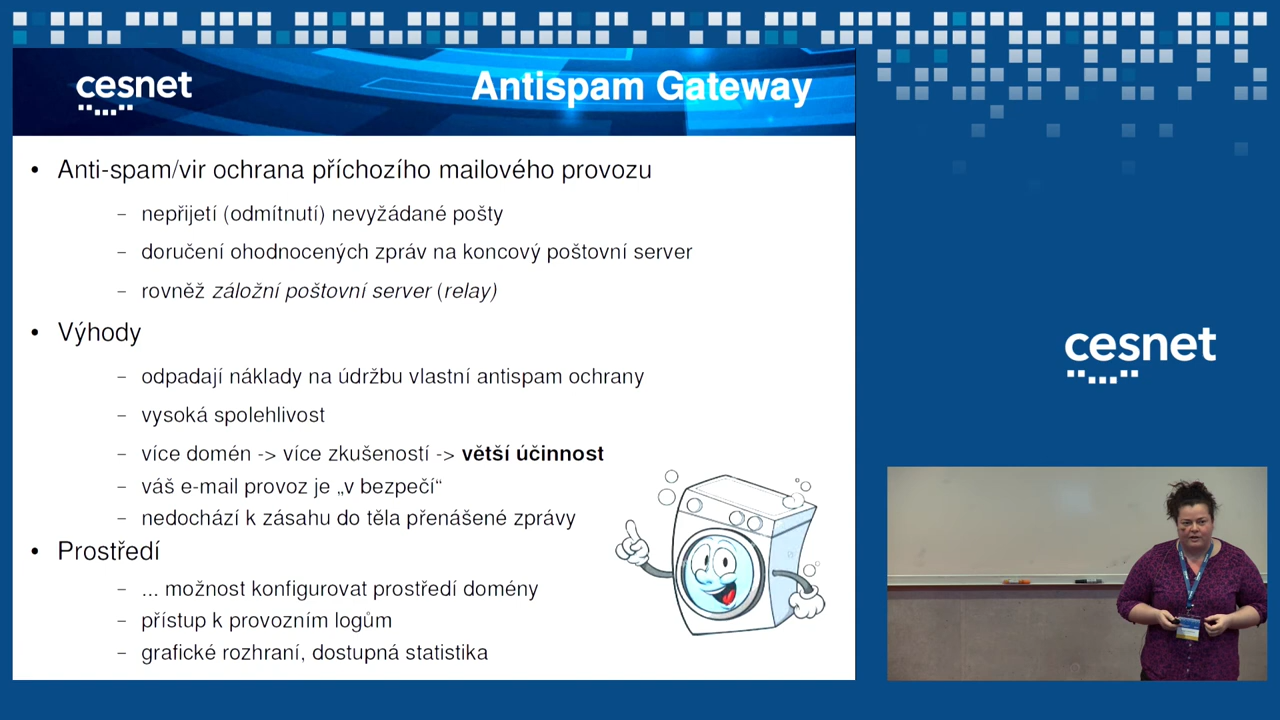 cesnet
Antispam Gateway
• Anti-spam/vir ochrana příchozího mailového provozu
– nepřijetí (odmítnutí) nevyžádané pošty
– doručení ohodnocených zpráv na koncový poštovní server
– rovněž záložní poštovní server (relay)
• Výhody
– odpadají náklady na údržbu vlastní antispam ochrany
– vysoká spolehlivost
– více domén -> více zkušeností -> větší účinnost
– váš e-mail provoz je „v bezpečí“
– nedochází k zásahu do těla přenášené zprávy
• Prostředí
– ... možnost konfigurovat prostředí domény
– přístup k provozním logům
– grafické rozhraní, dostupná statistika
cesnet